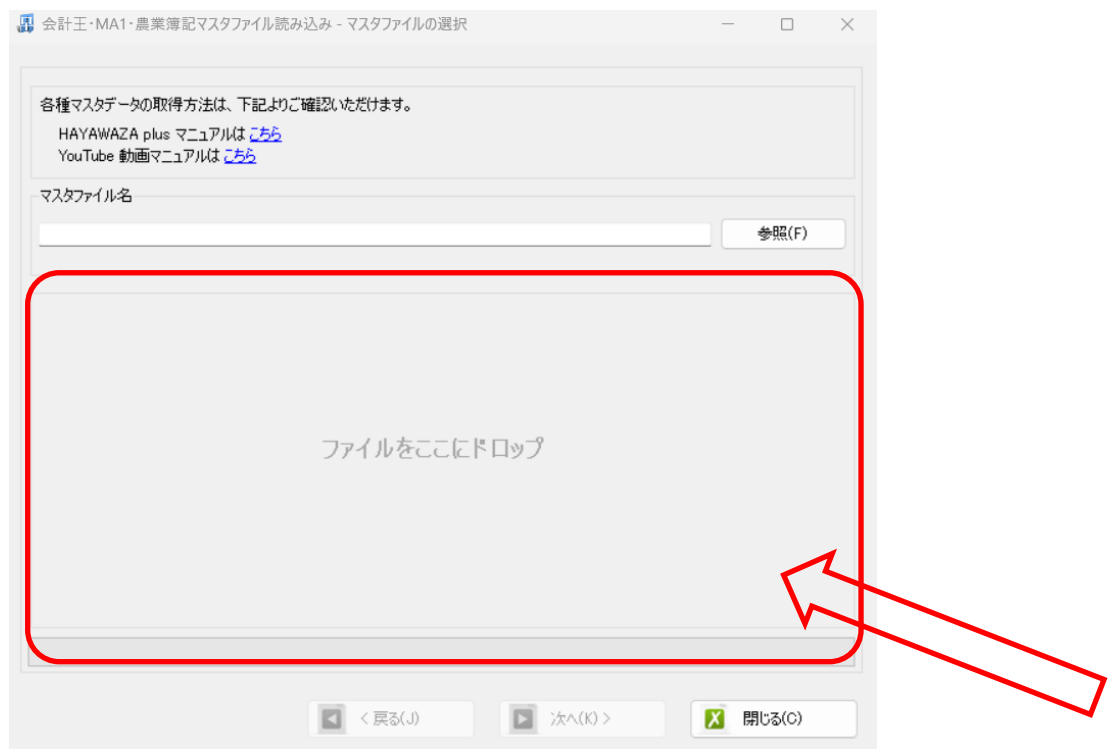 会計王･MA1･農業簿記マスタファイル読み込み - マスタファイルの選択
各種マスタデータの取得方法は、下記よりご確認いただけます。
HAYAWAZA plus マニュアルは こちら
YouTube 動画マニュアルは こちら
マスタファイル名
参照(F)
ファイルをここにドロップ
< 戻る(J)
次へ(K) >
閉じる(C)